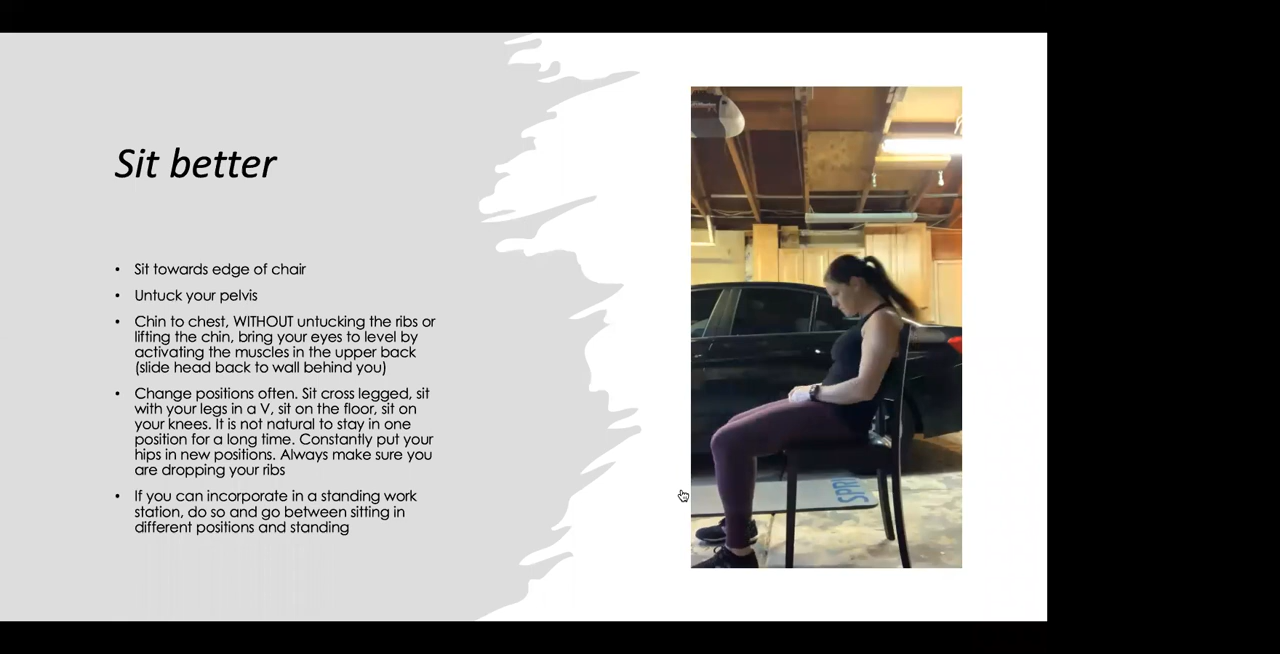 Sit better
• Sit towards edge of chair
• Untuck your pelvis
• Chin to chest, WITHOUT untucking the ribs or
lifting the chin, bring your eyes to level by
activating the muscles in the upper back
(slide head back to wall behind you)
• Change positions often. Sit cross legged, sit
with your legs in a V, sit on the floor, sit on
your knees. It is not natural to stay in one
position for a long time. Constantly put your
hips in new positions. Always make sure you
are dropping your ribs
• If you can incorporate in a standing work
station, do so and go between sitting in
different positions and standing
SPRI